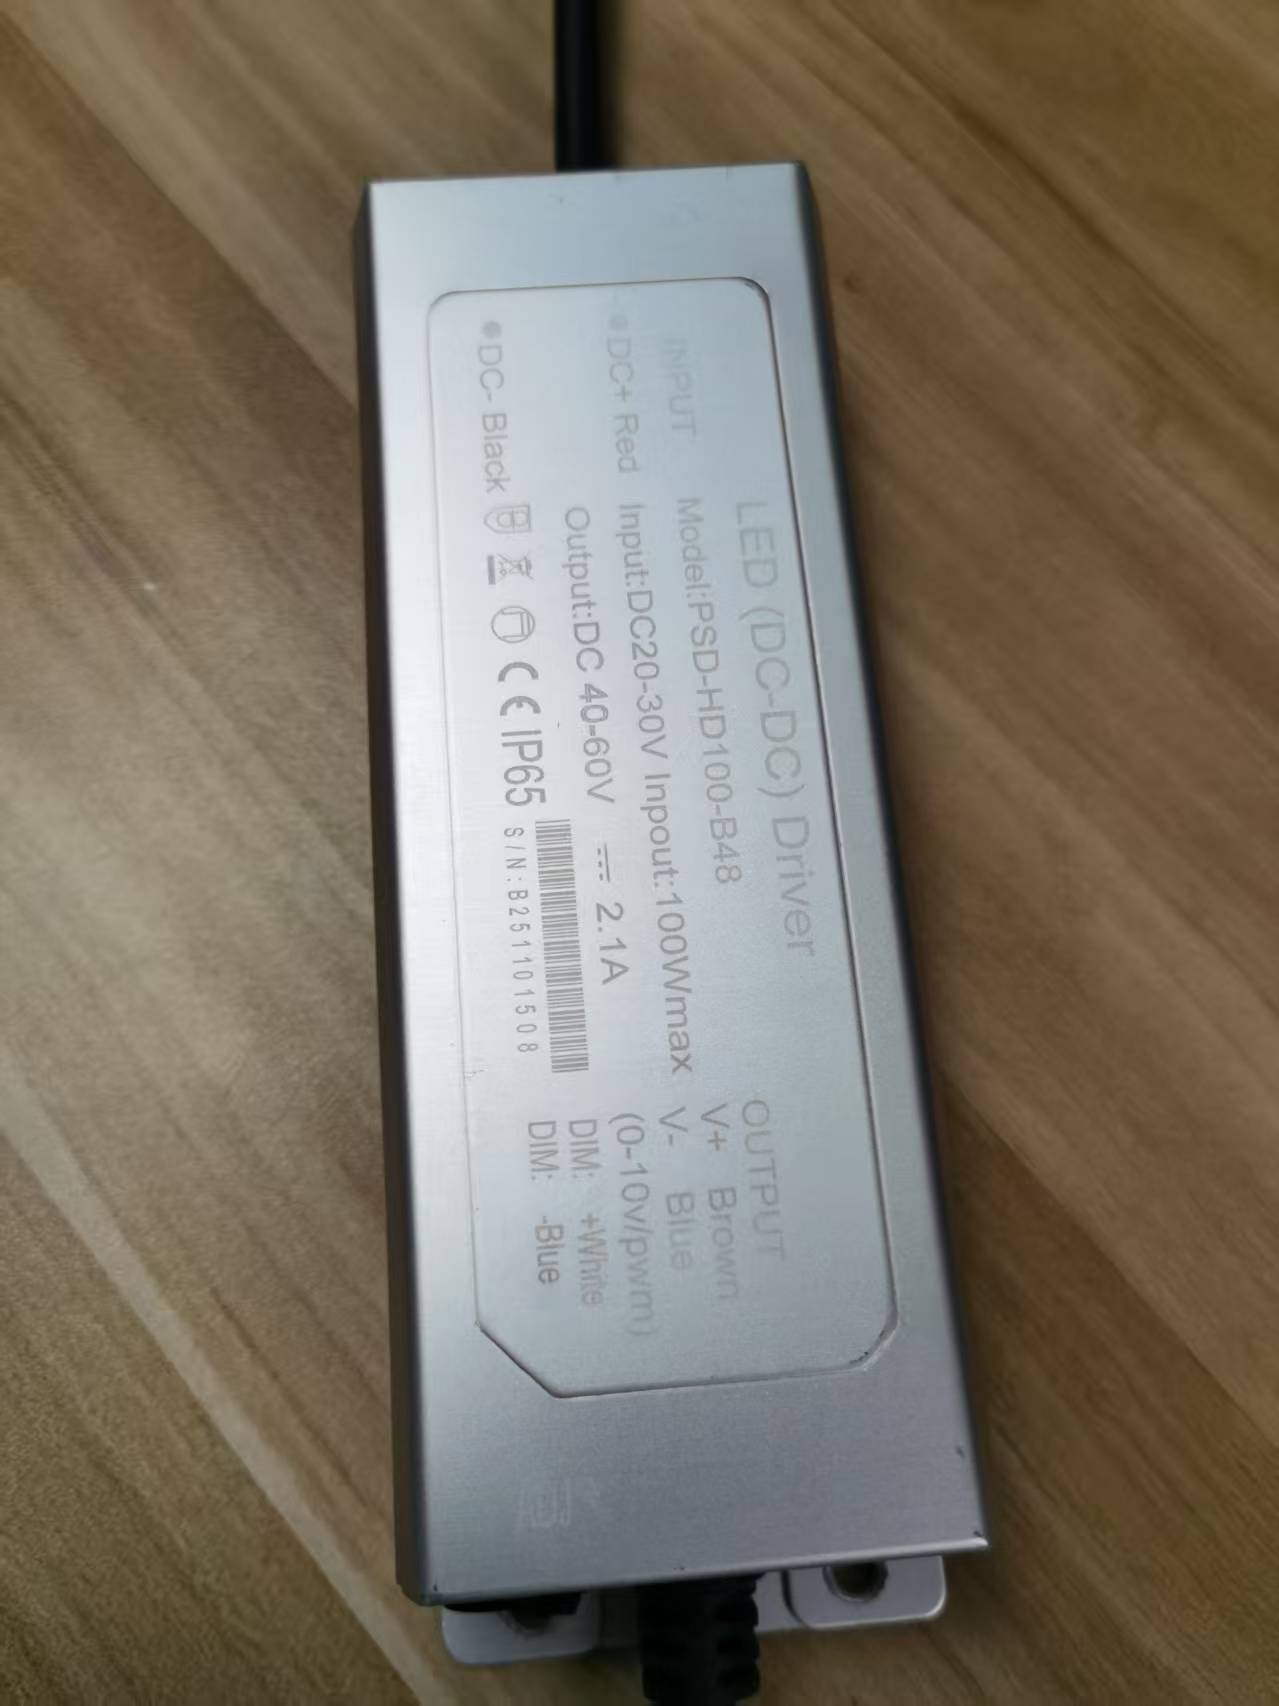 LED (DC-DC) Driver
INPUT
Model:PSD-HD100-B48
DC+ Red
Input:DC20-30V Inpout:100Wmax
Output:DC 40-60V ⎓ 2.1A
DC- Black
CE IP65
S/N:B251101508
OUTPUT
V+ Brown
V- Blue
(0-10v/pwm)
DIM: +White
DIM: -Blue